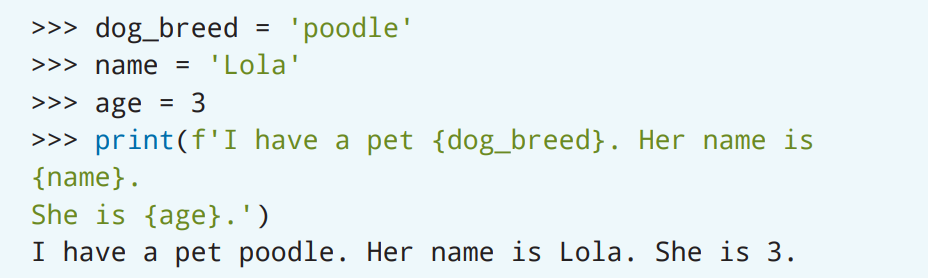 >>> dog_breed = 'poodle'
>>> name = 'Lola'
>>> age = 3
>>> print(f'I have a pet {dog_breed}. Her name is
{name}.
She is {age}.')
I have a pet poodle. Her name is Lola. She is 3.